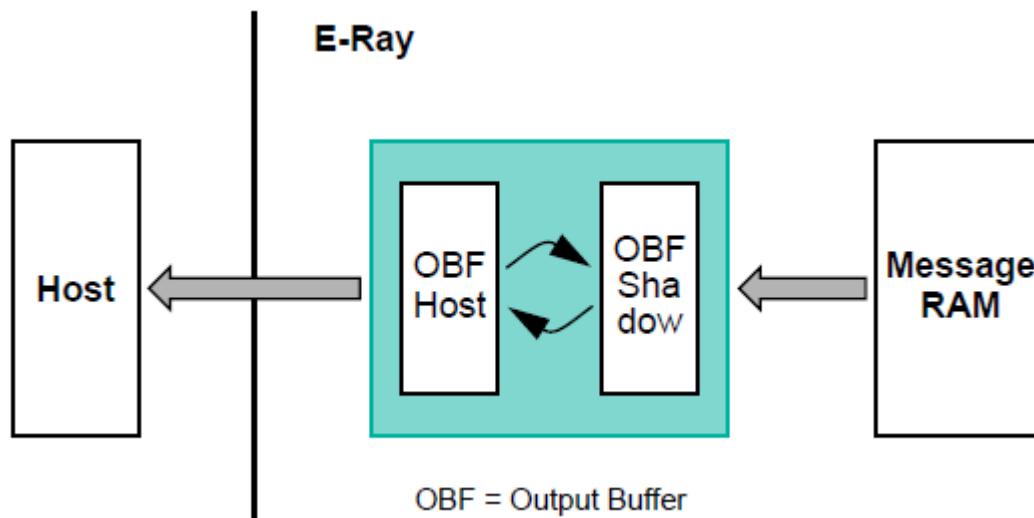 E-Ray
Host
OBF
Host
OBF
Sha
dow
Message
RAM
OBF = Output Buffer